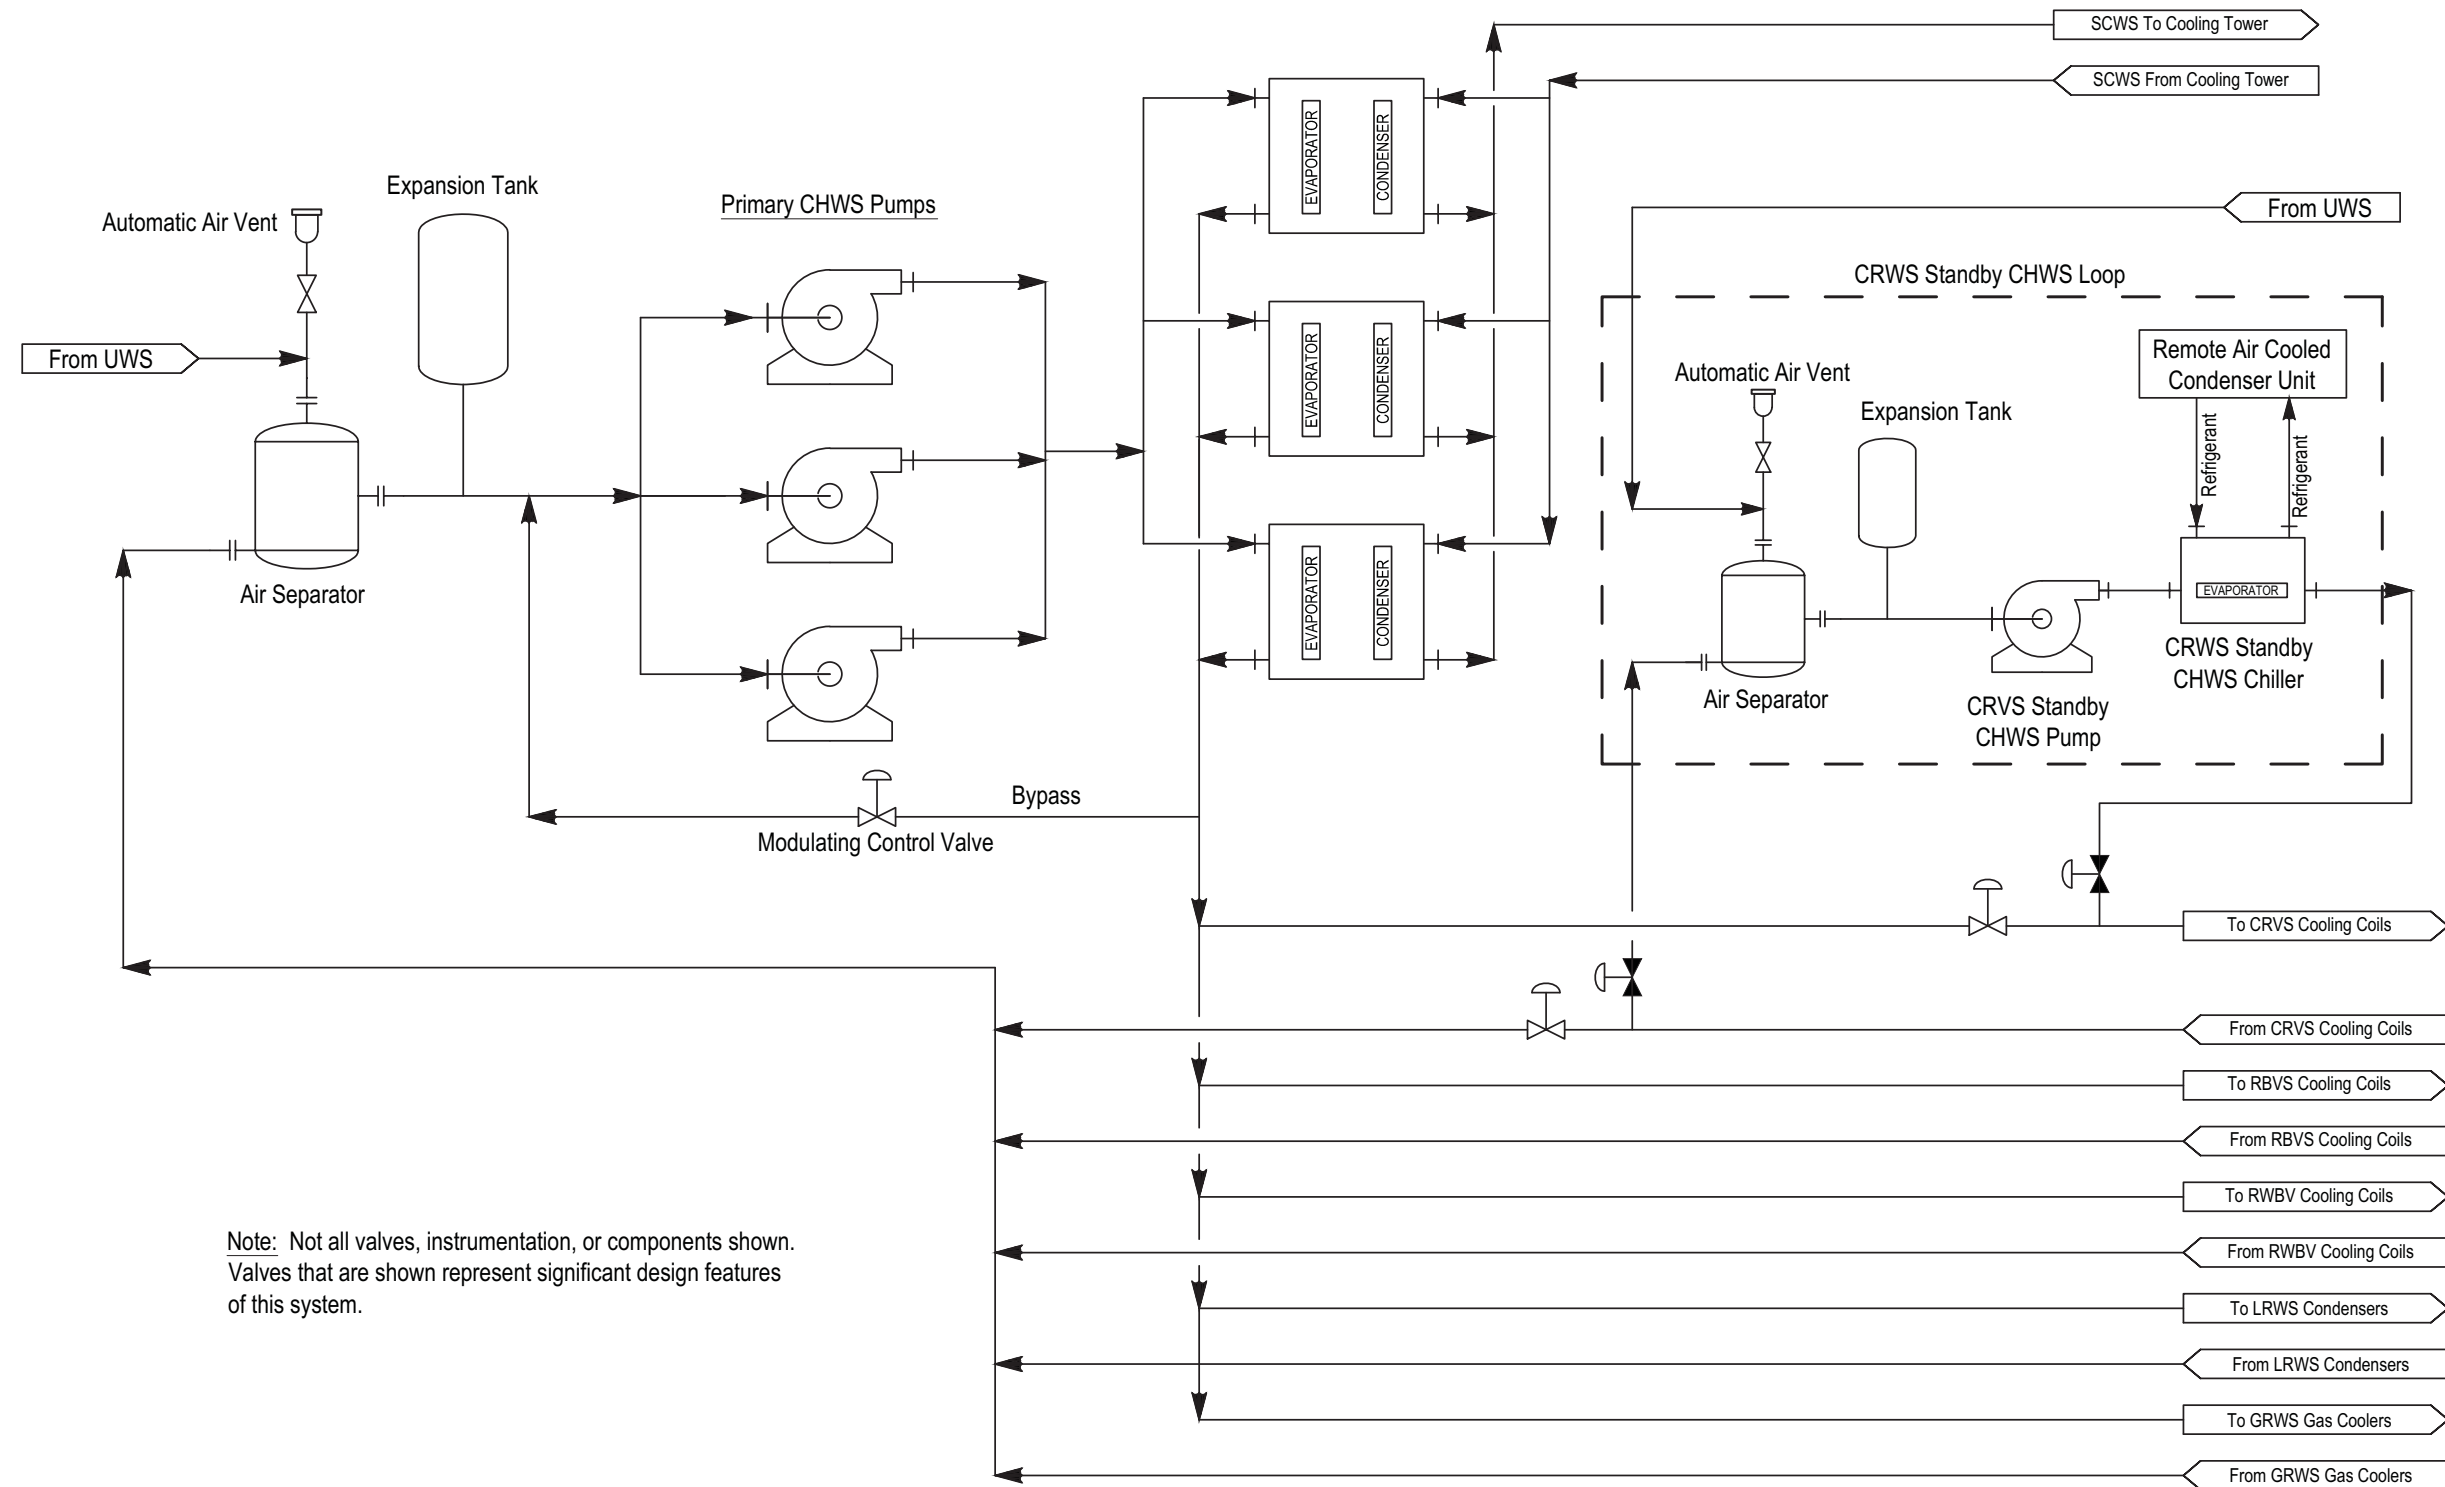 SCWS To Cooling Tower
SCWS From Cooling Tower
Expansion Tank
Automatic Air Vent
Primary CHWS Pumps
EVAPORATOR
CONDENSER
From UWS
CRWS Standby CHWS Loop
From UWS
EVAPORATOR
CONDENSER
Remote Air Cooled
Condenser Unit
Automatic Air Vent
Expansion Tank
Refrigerant
Refrigerant
Air Separator
EVAPORATOR
CONDENSER
EVAPORATOR
CRWS Standby
CHWS Chiller
Air Separator
CRVS Standby
CHWS Pump
Bypass
Modulating Control Valve
To CRVS Cooling Coils
From CRVS Cooling Coils
To RBVS Cooling Coils
From RBVS Cooling Coils
To RWBV Cooling Coils
Note: Not all valves, instrumentation, or components shown.
Valves that are shown represent significant design features
of this system.
From RWBV Cooling Coils
To LRWS Condensers
From LRWS Condensers
To GRWS Gas Coolers
From GRWS Gas Coolers